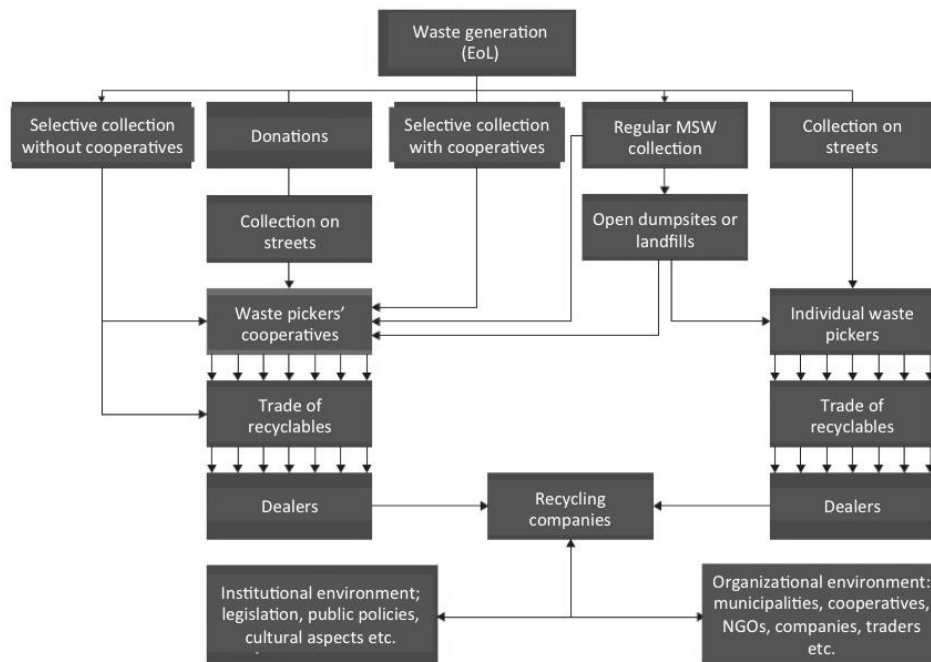 Waste generation
(EoL)
Selective collection
without cooperatives
Donations
Selective collection
with cooperatives
Regular MSW
collection
Collection on
streets
Collection on
streets
Open dumpsites or
landfills
Waste pickers’
cooperatives
Individual waste
pickers
Trade of
recyclables
Trade of
recyclables
Dealers
Recycling
companies
Dealers
Institutional environment;
legislation, public policies,
cultural aspects etc.
Organizational environment:
municipalities, cooperatives,
NGOs, companies, traders
etc.